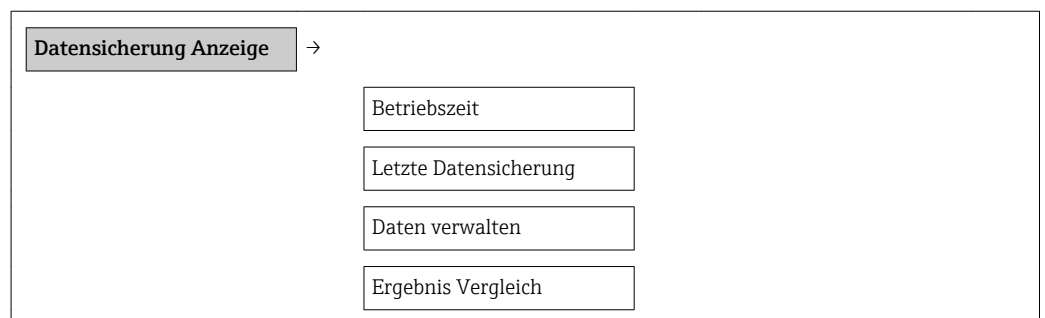 Datensicherung Anzeige →
Betriebszeit
Letzte Datensicherung
Daten verwalten
Ergebnis Vergleich